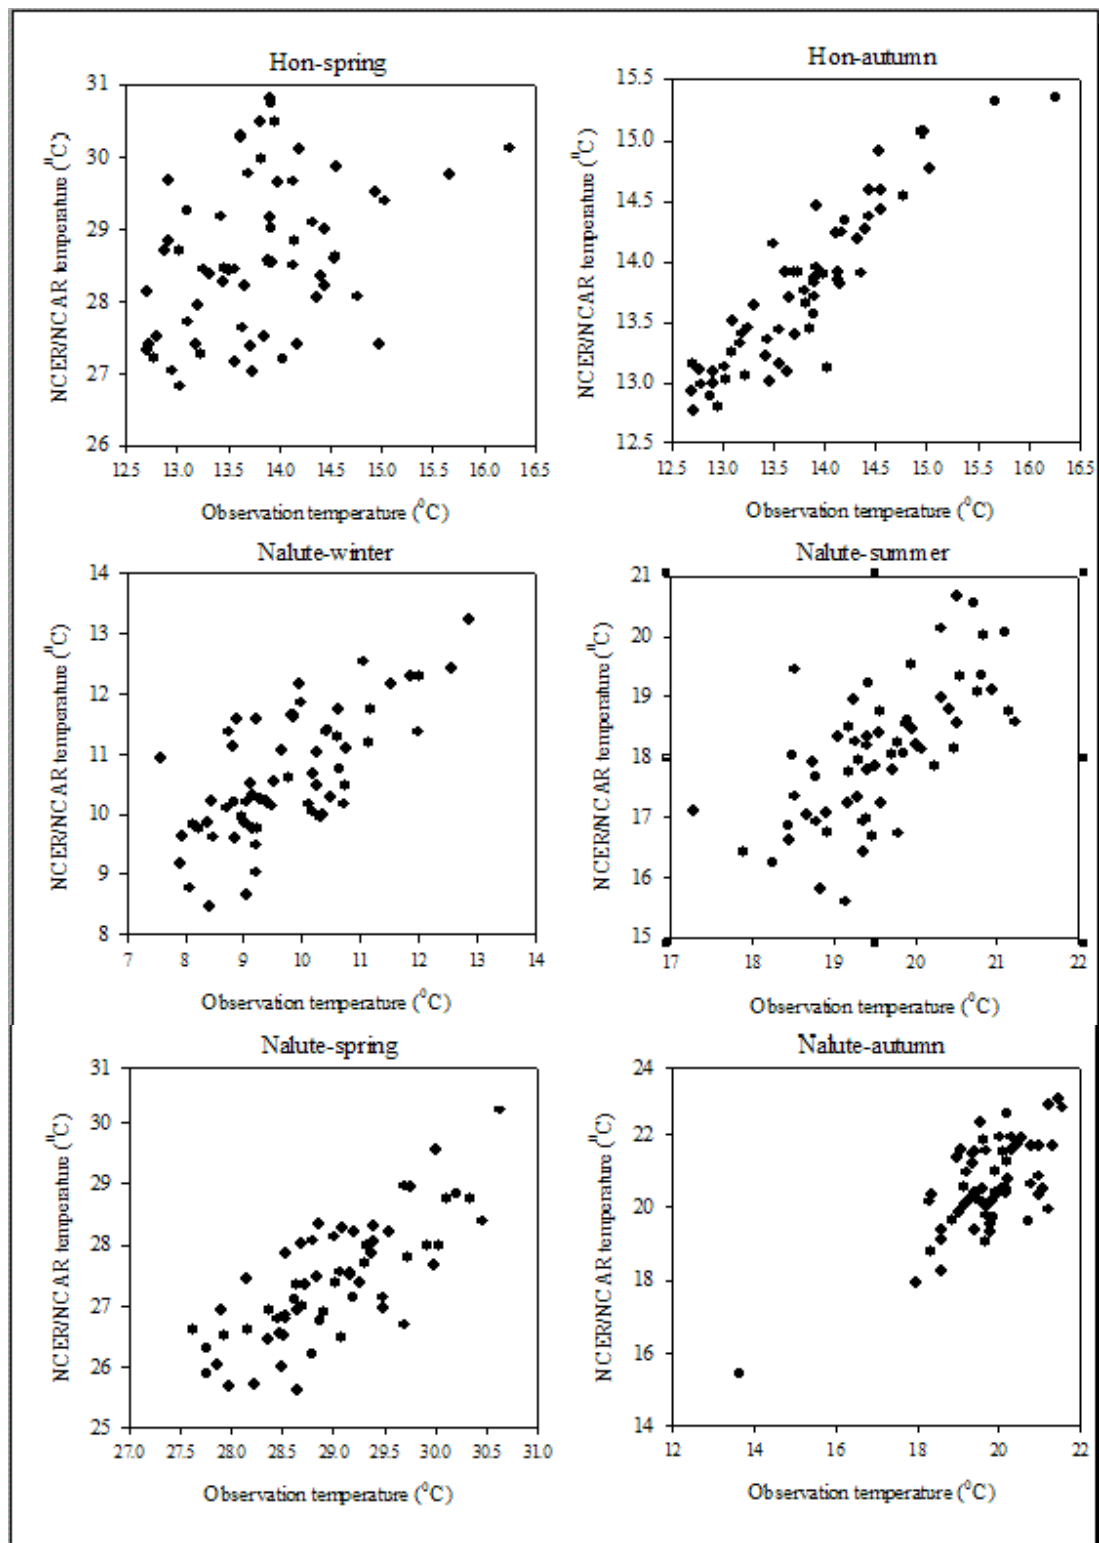 Hon-spring
NCER/NCAR temperature (⁰C)
31
30
29
28
27
26
12.5 13.0 13.5 14.0 14.5 15.0 15.5 16.0 16.5
Observation temperature (⁰C)
Hon-autumn
NCER/NCAR temperature (⁰C)
15.5
15.0
14.5
14.0
13.5
13.0
12.5
12.5 13.0 13.5 14.0 14.5 15.0 15.5 16.0 16.5
Observation temperature (⁰C)
Nalute-winter
NCER/NCAR temperature (⁰C)
14
13
12
11
10
9
8
7 8 9 10 11 12 13 14
Observation temperature (⁰C)
Nalute-summer
NCER/NCAR temperature (⁰C)
21
20
19
18
17
16
15
17 18 19 20 21 22
Observation temperature (⁰C)
Nalute-spring
NCER/NCAR temperature (⁰C)
31
30
29
28
27
26
25
27.0 27.5 28.0 28.5 29.0 29.5 30.0 30.5 31.0
Observation temperature (⁰C)
Nalute-autumn
NCER/NCAR temperature (⁰C)
24
22
20
18
16
14
12 14 16 18 20 22
Observation temperature (⁰C)